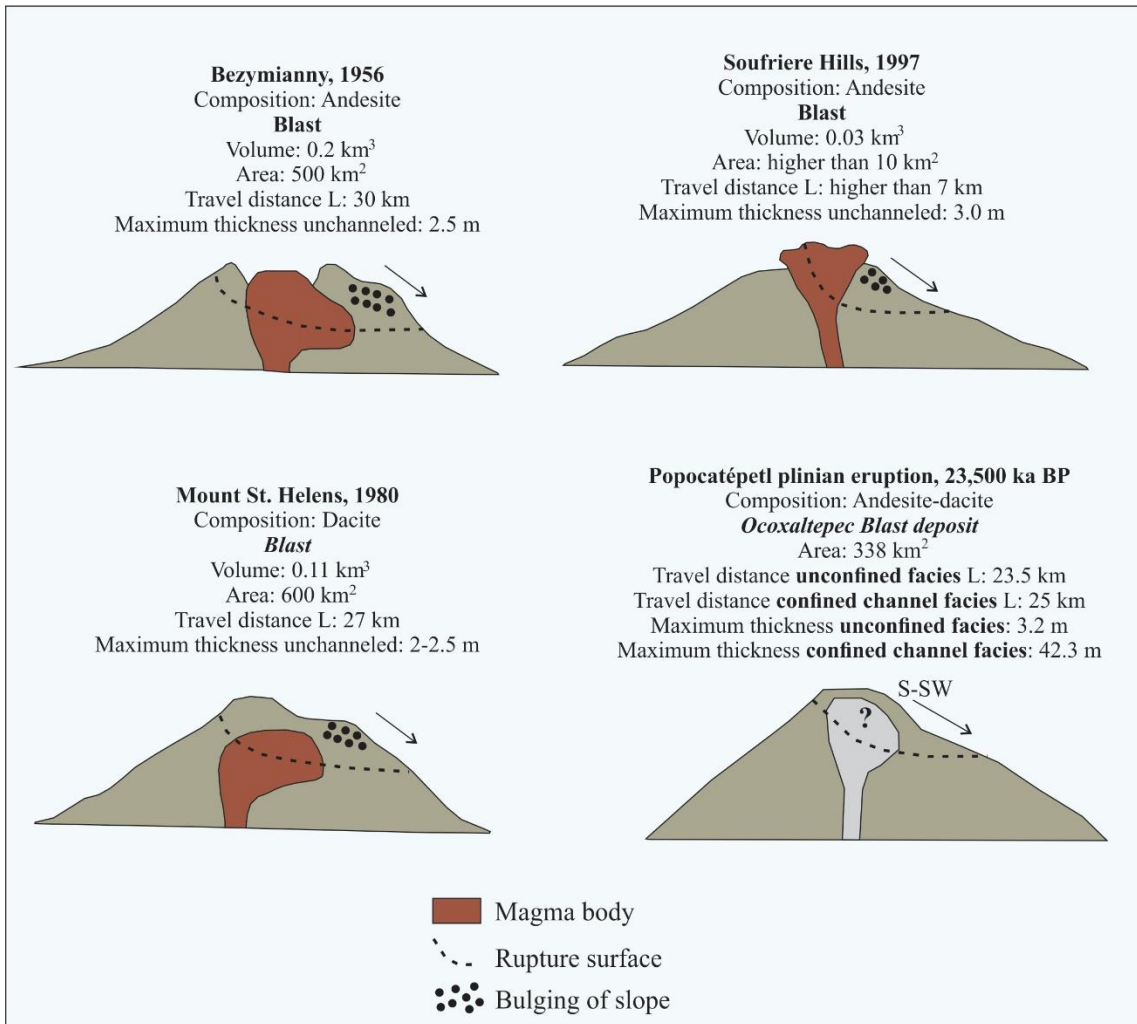 Bezymianny, 1956
Composition: Andesite
Blast
Volume: 0.2 km³
Area: 500 km²
Travel distance L: 30 km
Maximum thickness unchanneled: 2.5 m
Soufriere Hills, 1997
Composition: Andesite
Blast
Volume: 0.03 km³
Area: higher than 10 km²
Travel distance L: higher than 7 km
Maximum thickness unchanneled: 3.0 m
Mount St. Helens, 1980
Composition: Dacite
Blast
Volume: 0.11 km³
Area: 600 km²
Travel distance L: 27 km
Maximum thickness unchanneled: 2-2.5 m
Popocatépetl plinian eruption, 23,500 ka BP
Composition: Andesite-dacite
Ocoxaltepec Blast deposit
Area: 338 km²
Travel distance unconfined facies L: 23.5 km
Travel distance confined channel facies L: 25 km
Maximum thickness unconfined facies: 3.2 m
Maximum thickness confined channel facies: 42.3 m
S-SW
?
Magma body
Rupture surface
Bulging of slope